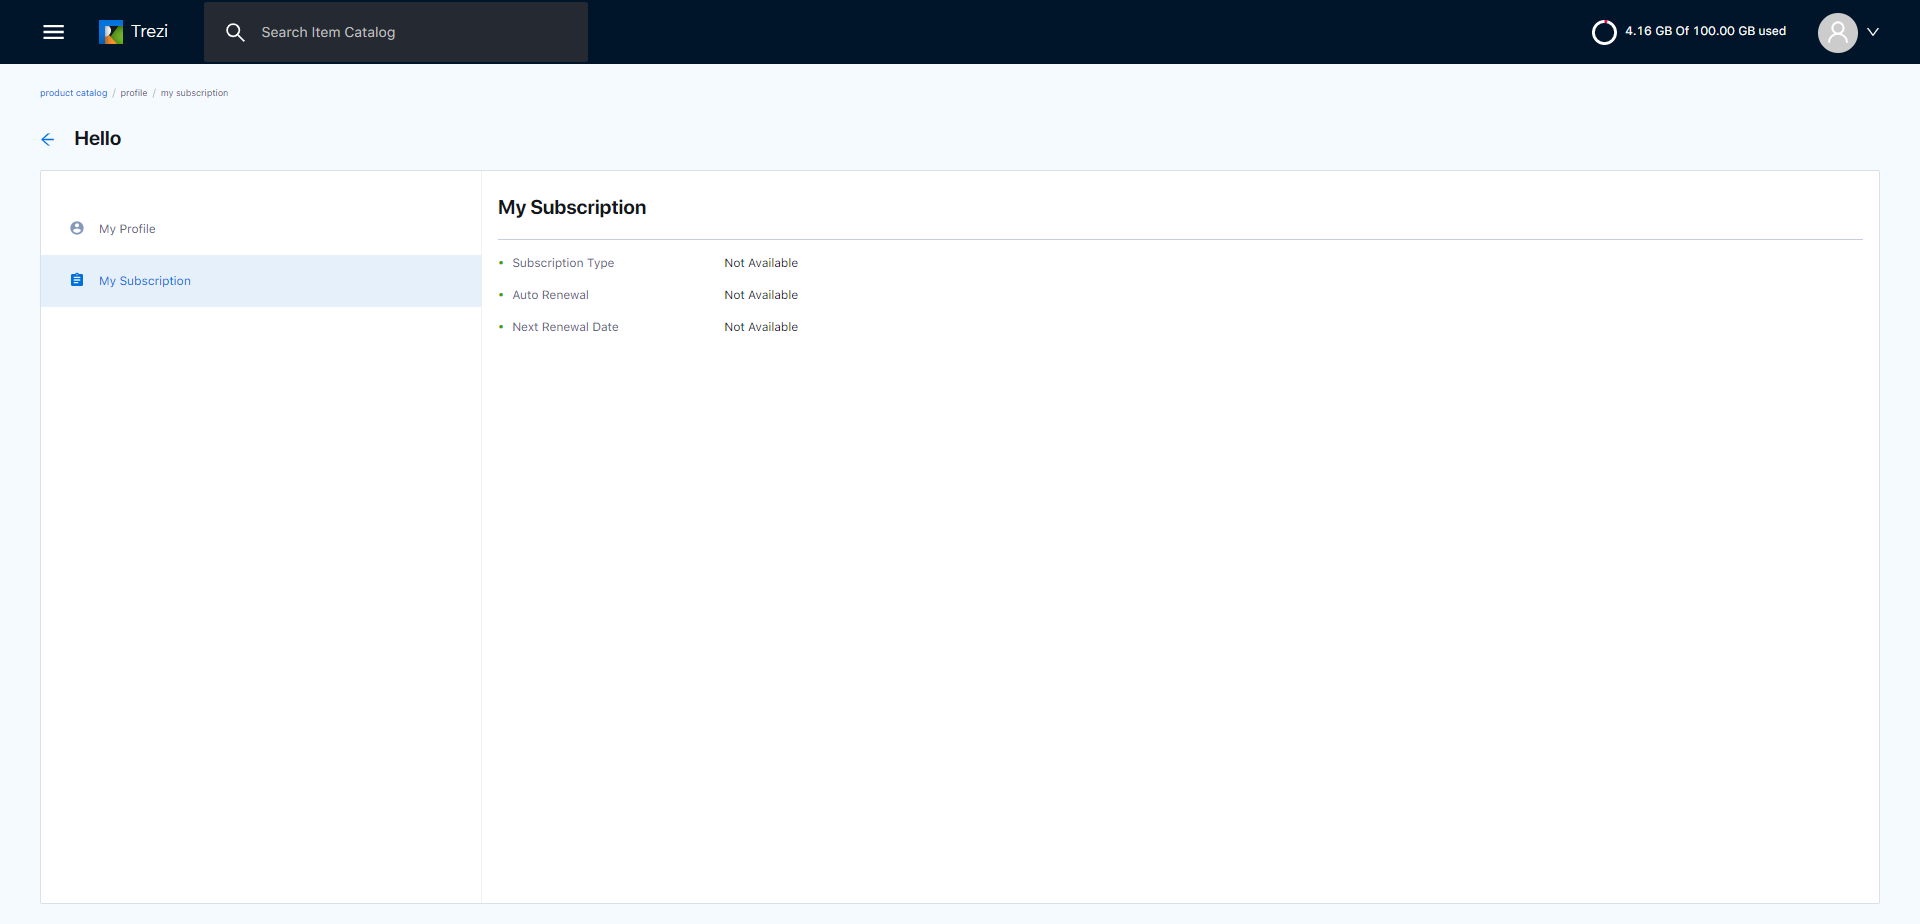 Trezi
Search Item Catalog
4.16 GB Of 100.00 GB used
product catalog / profile / my subscription
Hello
My Profile
My Subscription
My Subscription
Subscription Type Not Available
Auto Renewal Not Available
Next Renewal Date Not Available